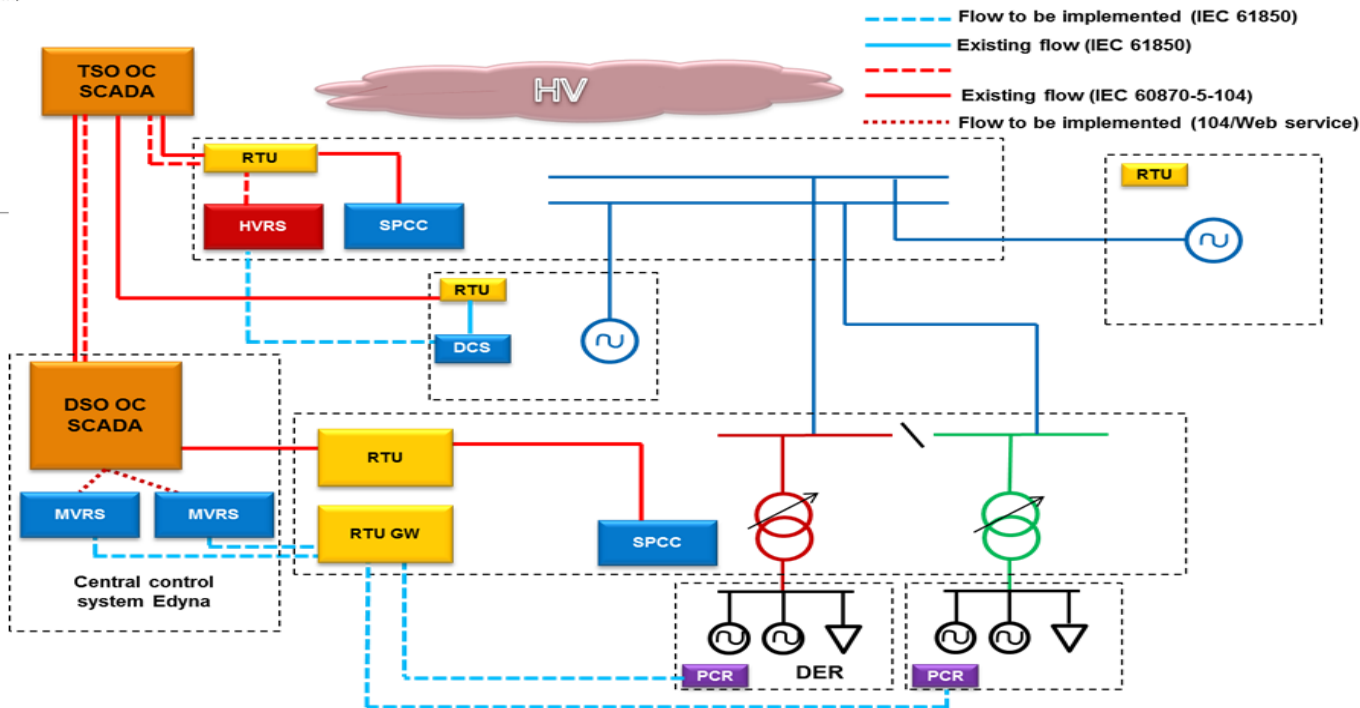 Flow to be implemented (IEC 61850)
Existing flow (IEC 61850)
Existing flow (IEC 60870-5-104)
Flow to be implemented (104/Web service)
TSO OC
SCADA
HV
RTU
HVRS
SPCC
RTU
RTU
DCS
DSO OC
SCADA
MVRS
MVRS
Central control
system Edyna
RTU
RTU GW
SPCC
PCR
DER
PCR